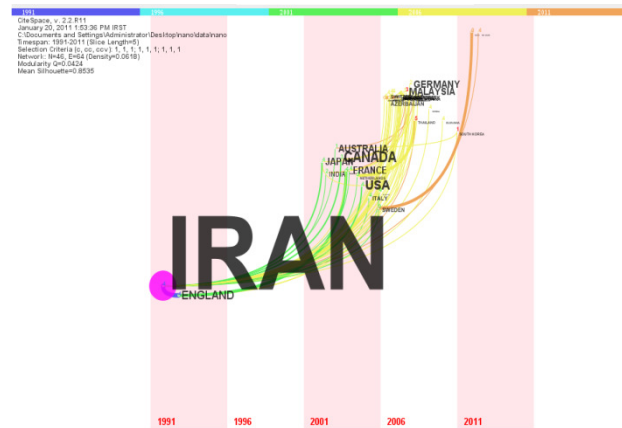 1991 1996 2001 2006 2011
CiteSpace, v. 2.2.R11
January 20, 2011 1:53:36 PM IRST
C:\Documents and Settings\Administrator\Desktop\nano\data\nano
Timespan: 1991-2011 (Slice Length=5)
Selection Criteria (c, cc, ccv): 1, 1, 1; 1, 1, 1; 1, 1, 1
Network: N=46, E=64 (Density=0.0618)
Modularity Q=0.0424
Mean Silhouette=0.8535
GERMANY
MALAYSIA
AZERBAIJAN
THAILAND
SOUTH KOREA
AUSTRALIA
CANADA
JAPAN
INDIA
FRANCE
NETHERLANDS
USA
ITALY
SWEDEN
IRAN
ENGLAND
1991 1996 2001 2006 2011